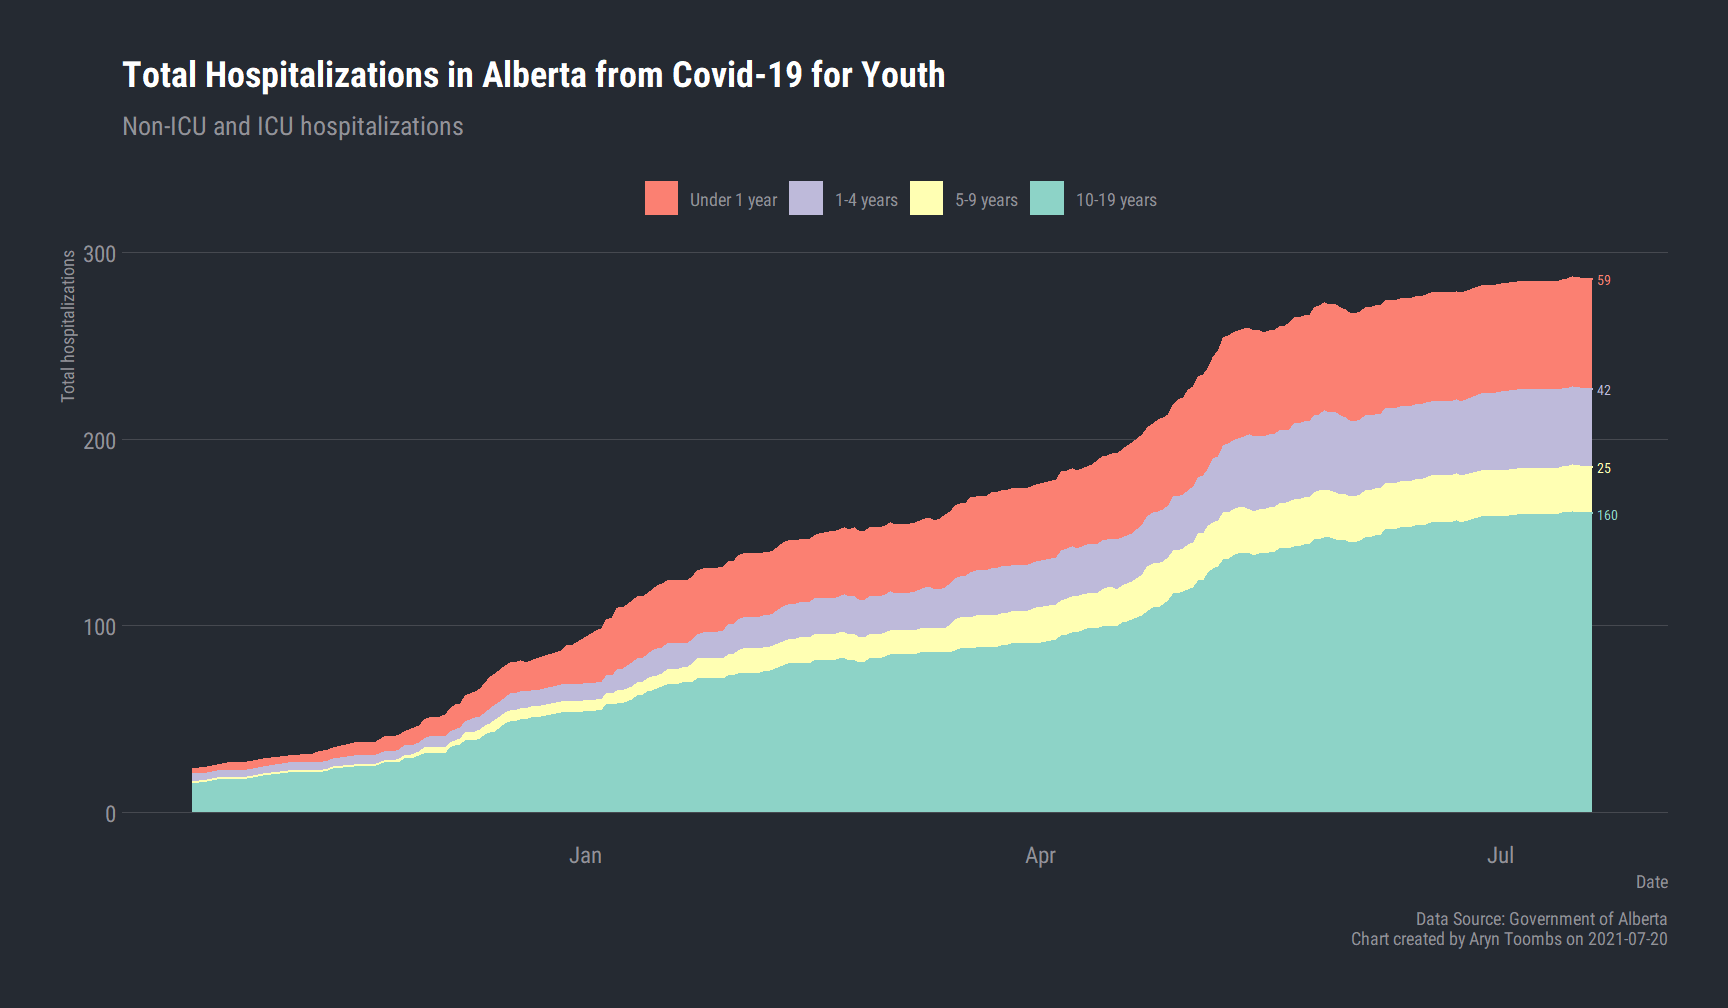 Total Hospitalizations in Alberta from Covid-19 for Youth
Non-ICU and ICU hospitalizations
Under 1 year 1-4 years 5-9 years 10-19 years
Total hospitalizations
300
200
100
0
59
42
25
160
Jan Apr Jul
Date
Data Source: Government of Alberta
Chart created by Aryn Toombs on 2021-07-20